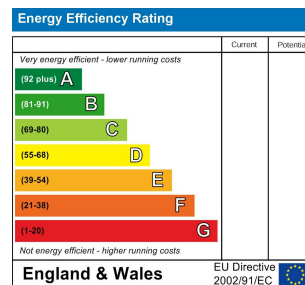 Energy Efficiency Rating
Current Potentia
Very energy efficient - lower running costs
(92 plus) A
(81-91) B
(69-80) C
(55-68) D
(39-54) E
(21-38) F
(1-20) G
Not energy efficient - higher running costs
England & Wales
EU Directive
2002/91/EC